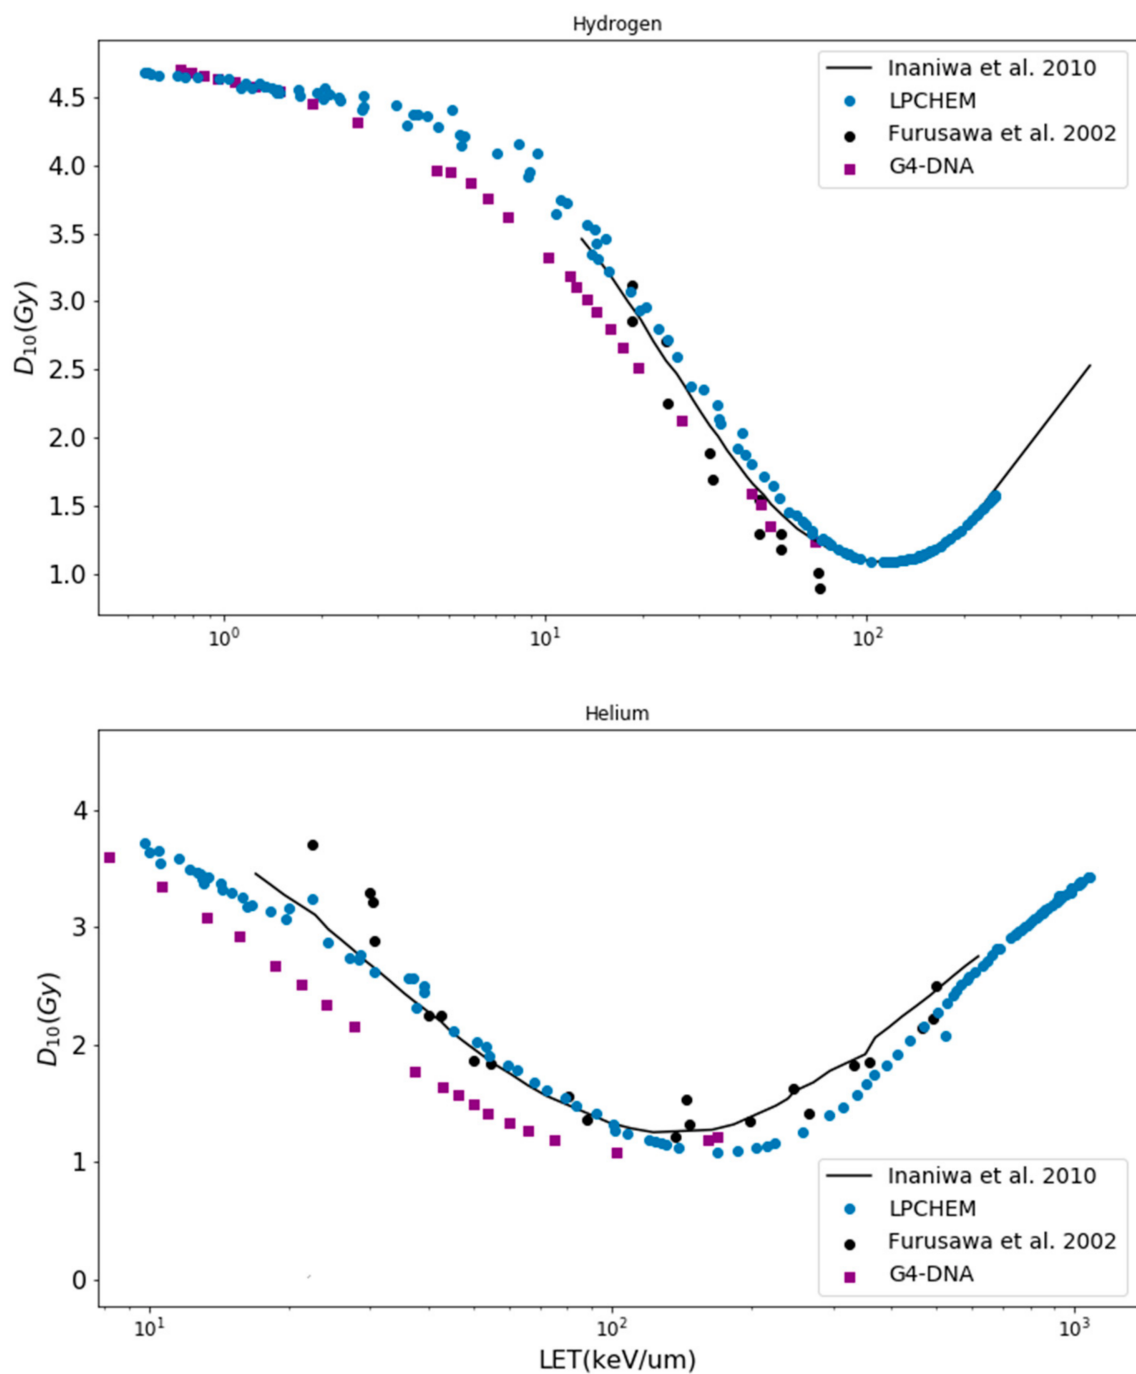 Hydrogen
Inaniwa et al. 2010
LPCHEM
Furusawa et al. 2002
G4-DNA
D10(Gy)
4.5
4.0
3.5
3.0
2.5
2.0
1.5
1.0
10^0
10^1
10^2
Helium
D10(Gy)
4
3
2
1
0
Inaniwa et al. 2010
LPCHEM
Furusawa et al. 2002
G4-DNA
10^1
10^2
10^3
LET(keV/um)